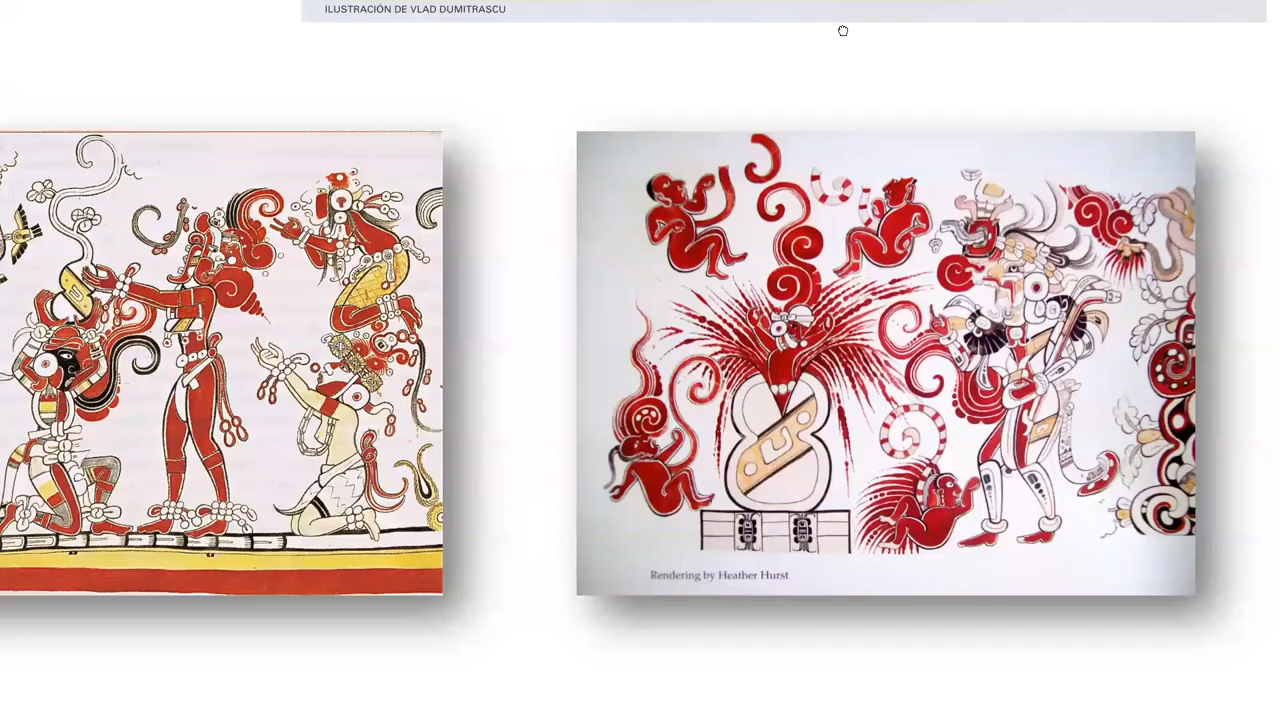 ILUSTRACIÓN DE VLAD DUMITRASCU
Rendering by Heather Hurst